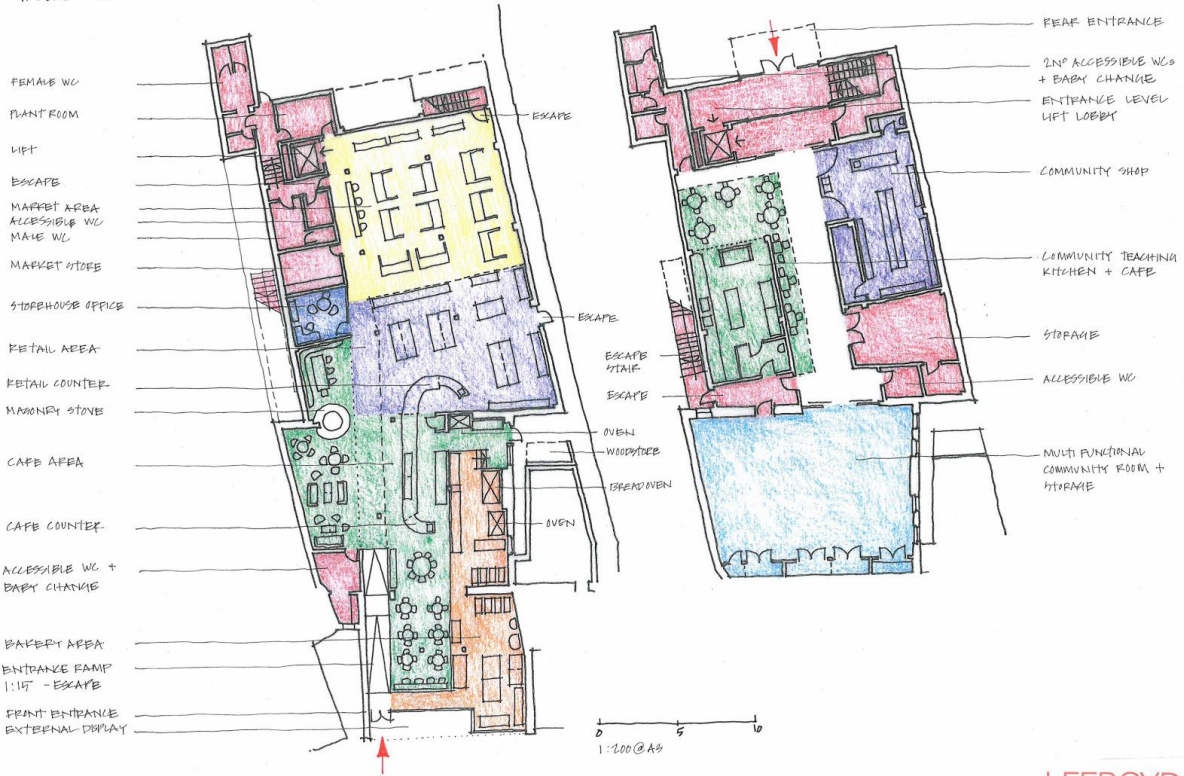 FEMALE WC
PLANT ROOM
LIFT
ESCAPE
MARKET AREA
ACCESSIBLE WC
MALE WC
MARKET STORE
STOREHOUSE OFFICE
RETAIL AREA
RETAIL COUNTER
MASONRY STOVE
CAFE AREA
CAFE COUNTER
ACCESSIBLE WC +
BABY CHANGE
BAKERY AREA
ENTRANCE RAMP
1:15 - ESCAPE
FRONT ENTRANCE
EXTERNAL DISPLAY
ESCAPE
ESCAPE
OVEN
WOODSTORE
BREAD OVEN
OVEN
ESCAPE
STAIR
ESCAPE
REAR ENTRANCE
2Nº ACCESSIBLE WCs
+ BABY CHANGE
ENTRANCE LEVEL
LIFT LOBBY
COMMUNITY SHOP
COMMUNITY TEACHING
KITCHEN + CAFE
STORAGE
ACCESSIBLE WC
MULTI FUNCTIONAL
COMMUNITY ROOM +
STORAGE
0 5 10
1:200 @ A3